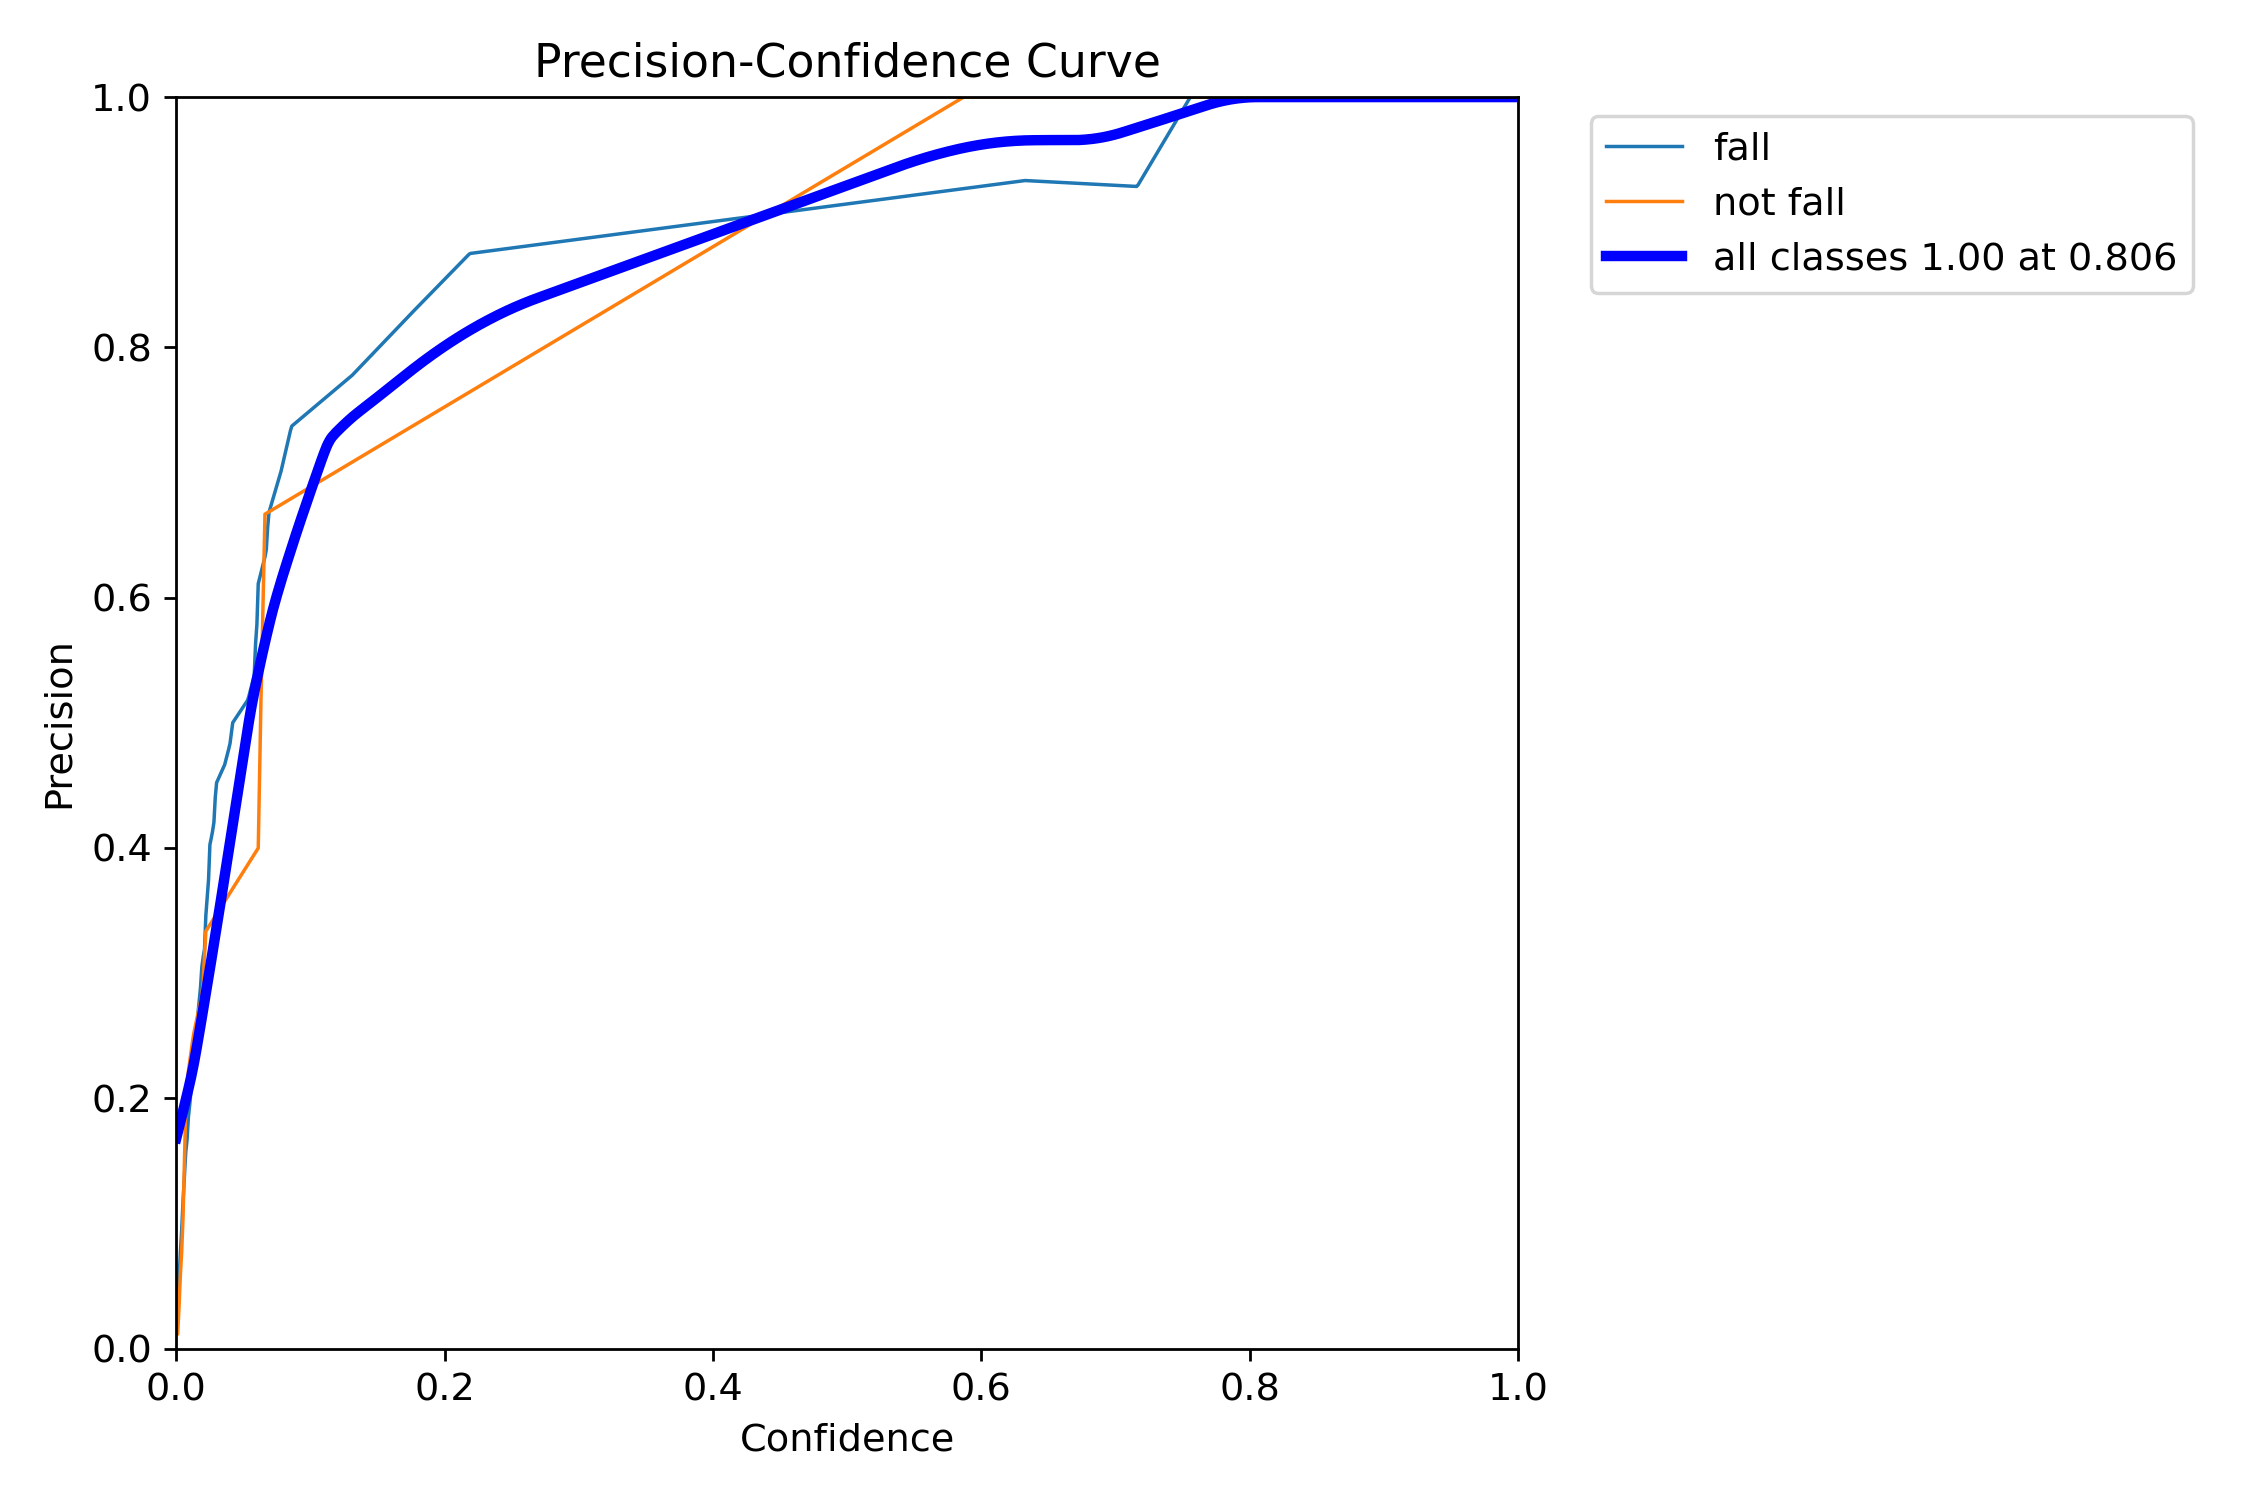 Precision-Confidence Curve
1.0
0.8
0.6
0.4
0.2
0.0
Precision
0.0 0.2 0.4 0.6 0.8 1.0
Confidence
fall
not fall
all classes 1.00 at 0.806